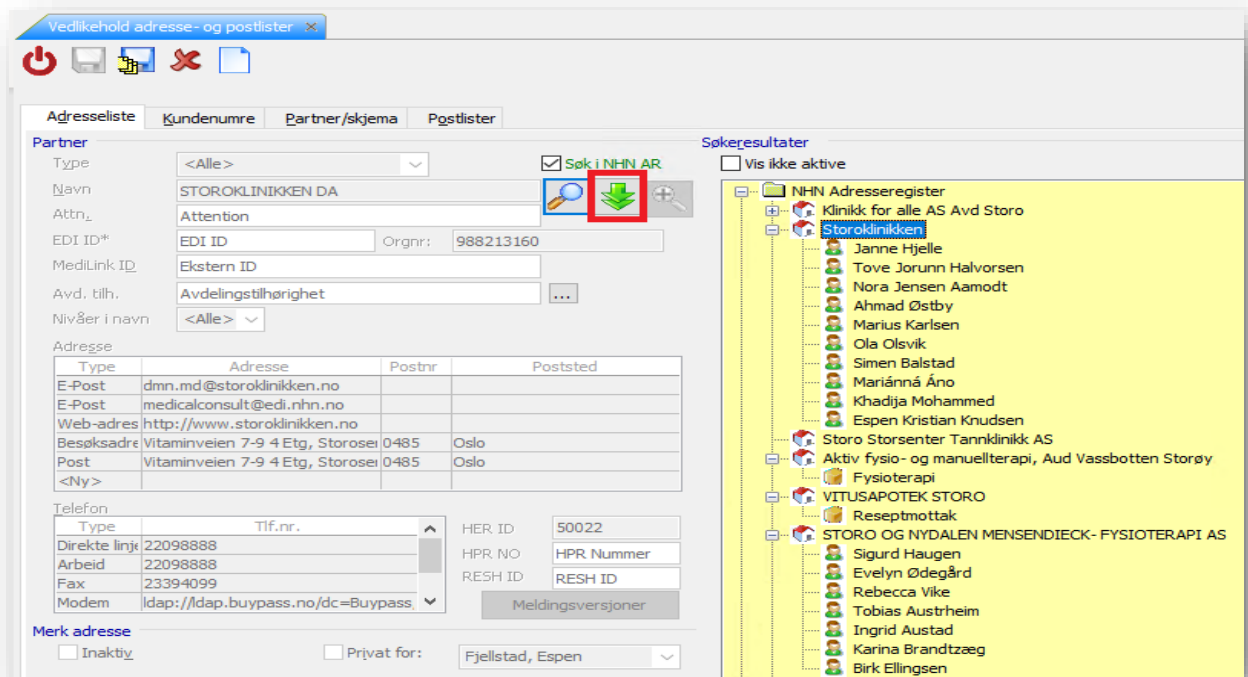 Vedlikehold adresse- og postlister
Adresseliste Kundenumre Partner/skjema Postlister
Partner
Type <Alle> Søk i NHN AR
Navn STOROKLINIKKEN DA
Attn. Attention
EDI ID* EDI ID Orgnr: 988213160
MediLink ID Ekstern ID
Avd. tilh. Avdelingstilhørighet ...
Nivåer i navn <Alle>
Adresse
Type Adresse Postnr Poststed
E-Post dmn.md@storoklinikken.no
E-Post medicalconsult@edi.nhn.no
Web-adres http://www.storoklinikken.no
Besøksadre Vitaminveien 7-9 4 Etg, Storosei 0485 Oslo
Post Vitaminveien 7-9 4 Etg, Storosei 0485 Oslo
<Ny>
Telefon
Type Tlf.nr.
Direkte linje 22098888
Arbeid 22098888
Fax 23394099
Modem ldap://ldap.buypass.no/dc=Buypass,
HER ID 50022
HPR NO HPR Nummer
RESH ID RESH ID
Meldingsversjoner
Merk adresse
Inaktiv Privat for: Fjellstad, Espen
Søkeresultater
Vis ikke aktive
NHN Adresseregister
Klinikk for alle AS Avd Storo
Storoklinikken
Janne Hjelle
Tove Jorunn Halvorsen
Nora Jensen Aamodt
Ahmad Østby
Marius Karlsen
Ola Olsvik
Simen Balstad
Mariánná Áno
Khadija Mohammed
Espen Kristian Knudsen
Storo Storsenter Tannklinikk AS
Aktiv fysio- og manuellterapi, Aud Vassbotten Storøy
Fysioterapi
VITUSAPOTEK STORO
Reseptmottak
STORO OG NYDALEN MENSENDIECK- FYSIOTERAPI AS
Sigurd Haugen
Evelyn Ødegård
Rebecca Vike
Tobias Austrheim
Ingrid Austad
Karina Brandtzæg
Birk Ellingsen